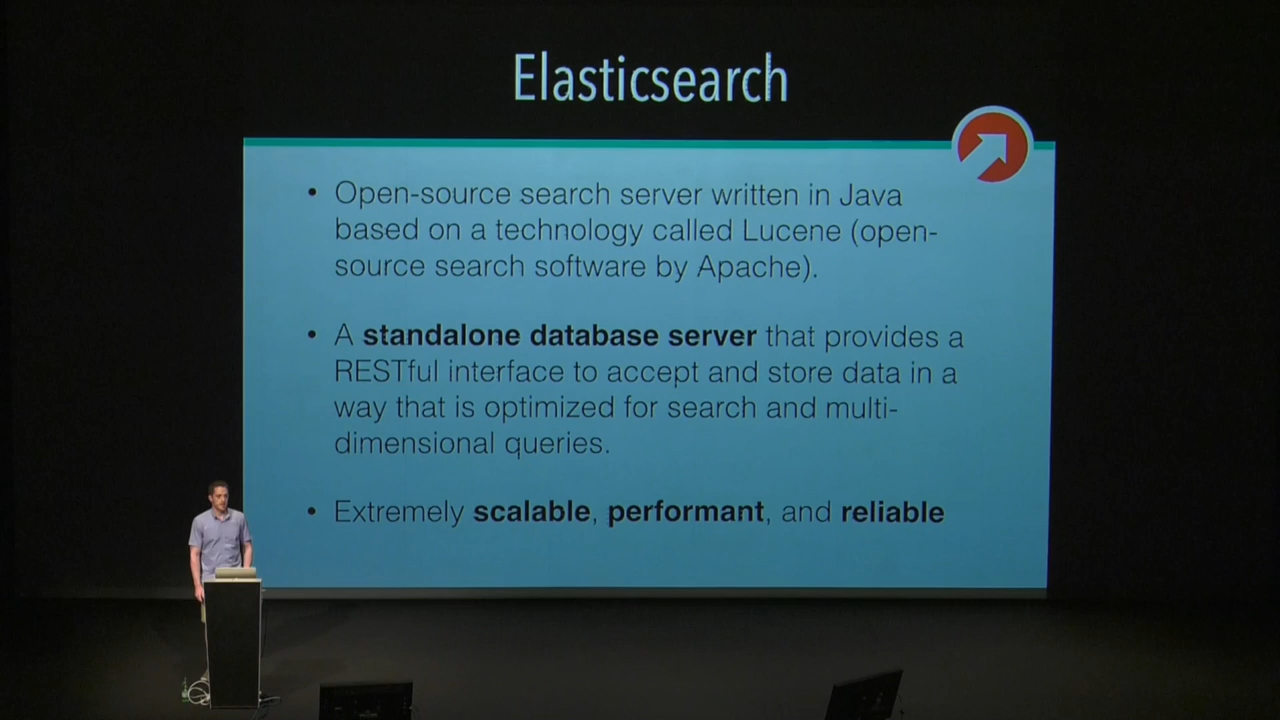 Elasticsearch
• Open-source search server written in Java
based on a technology called Lucene (open-
source search software by Apache).
• A standalone database server that provides a
RESTful interface to accept and store data in a
way that is optimized for search and multi-
dimensional queries.
• Extremely scalable, performant, and reliable